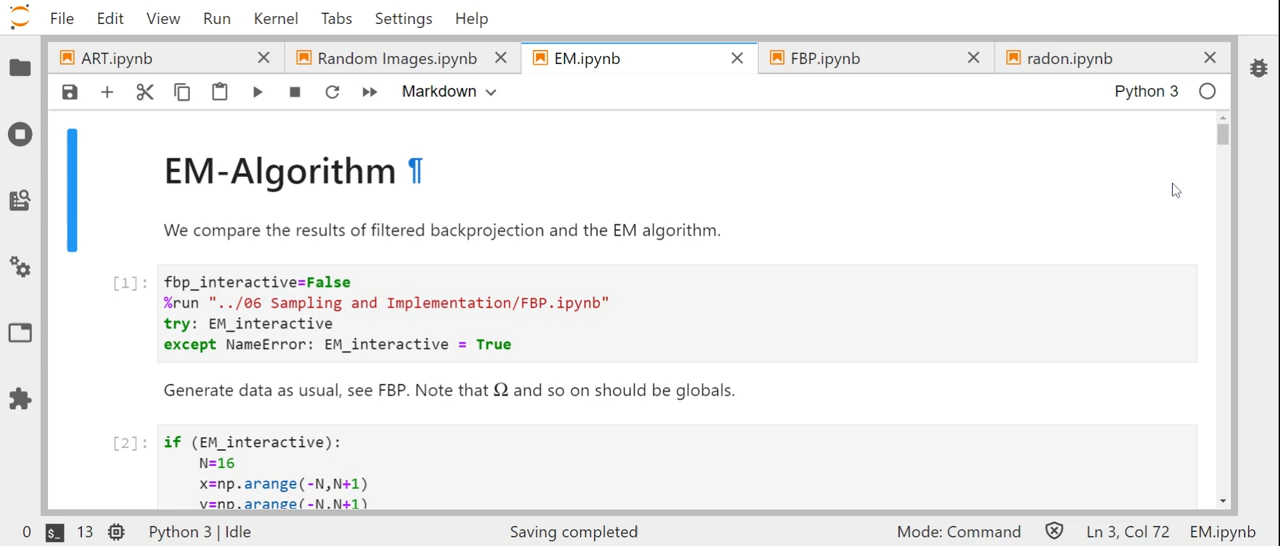 File Edit View Run Kernel Tabs Settings Help
ART.ipynb Random Images.ipynb EM.ipynb FBP.ipynb radon.ipynb
Markdown Python 3
EM-Algorithm ¶
We compare the results of filtered backprojection and the EM algorithm.
[1]: fbp_interactive=False
%run "../06 Sampling and Implementation/FBP.ipynb"
try: EM_interactive
except NameError: EM_interactive = True
Generate data as usual, see FBP. Note that Ω and so on should be globals.
[2]: if (EM_interactive):
N=16
x=np.arange(-N,N+1)
y=np.arange(-N,N+1)
0 $_ 13 Python 3 | Idle Saving completed Mode: Command Ln 3, Col 72 EM.ipynb